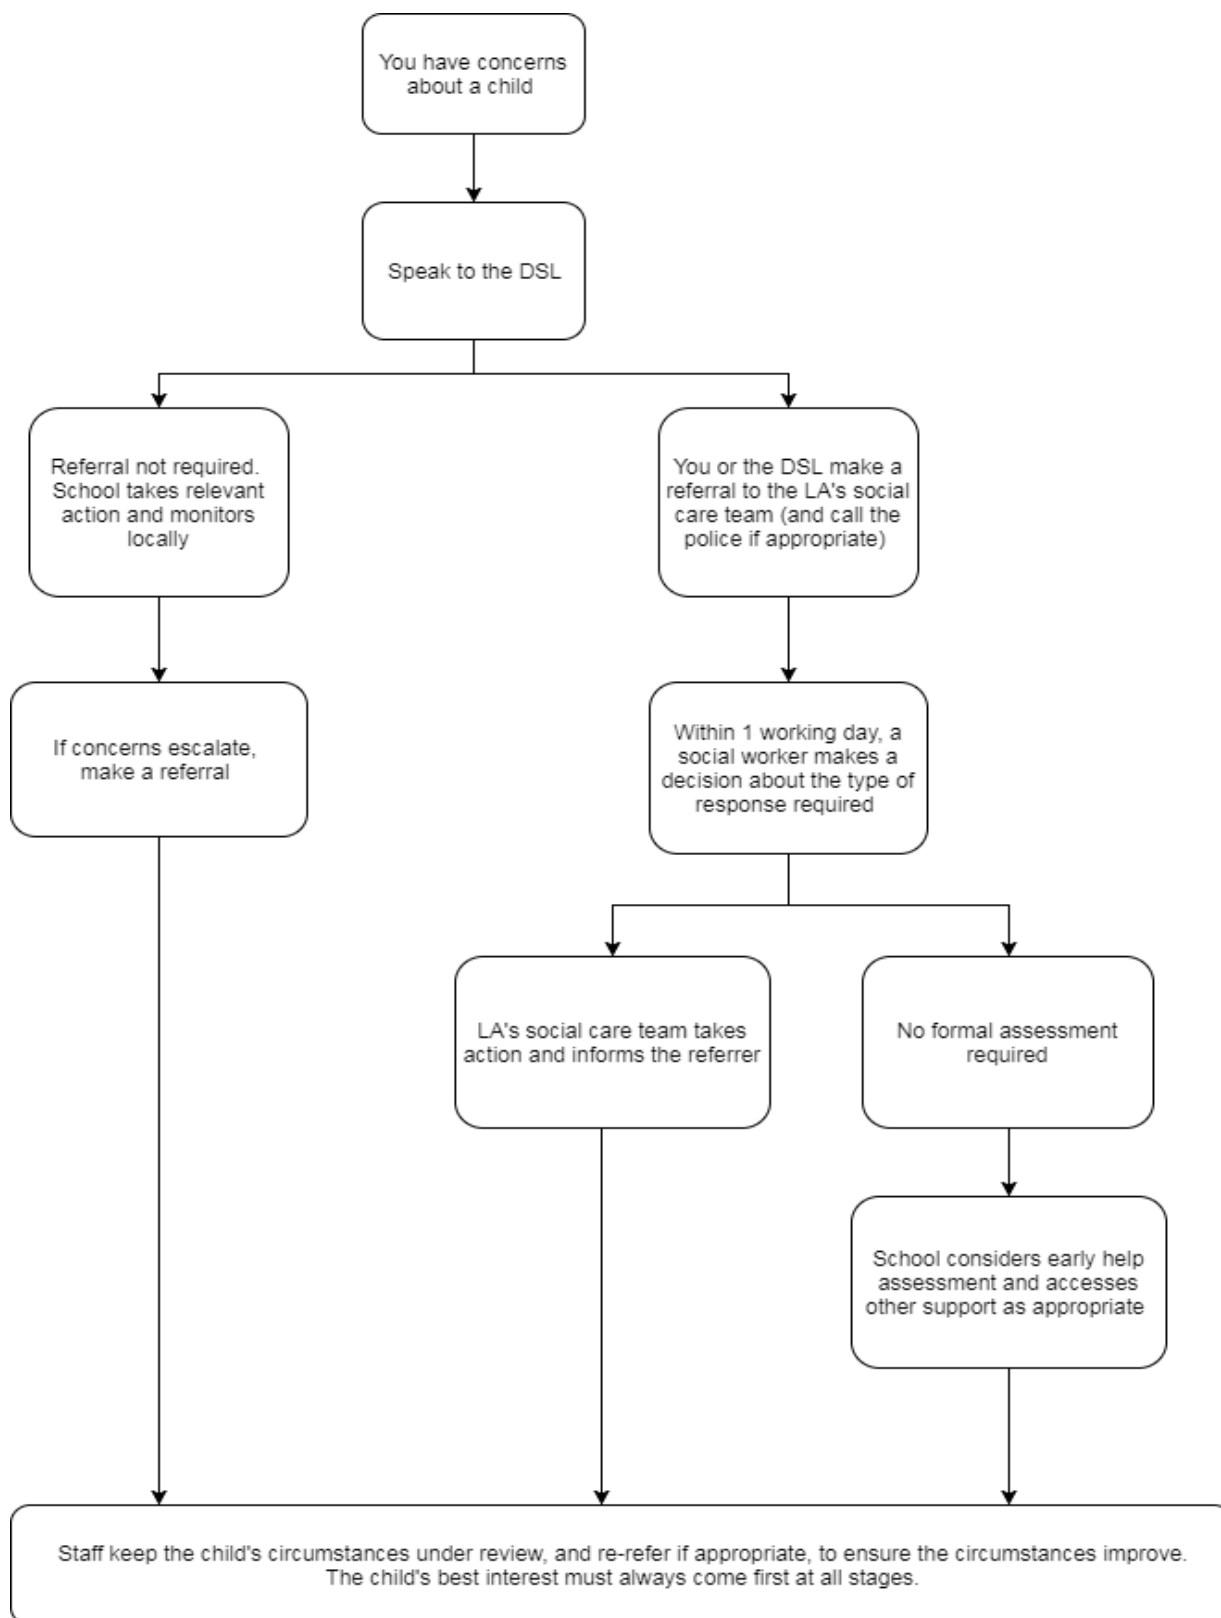 You have concerns
about a child
Speak to the DSL
Referral not required.
School takes relevant
action and monitors
locally
You or the DSL make a
referral to the LA's social
care team (and call the
police if appropriate)
If concerns escalate,
make a referral
Within 1 working day, a
social worker makes a
decision about the type of
response required
LA's social care team takes
action and informs the referrer
No formal assessment
required
School considers early help
assessment and accesses
other support as appropriate
Staff keep the child's circumstances under review, and re-refer if appropriate, to ensure the circumstances improve.
The child's best interest must always come first at all stages.